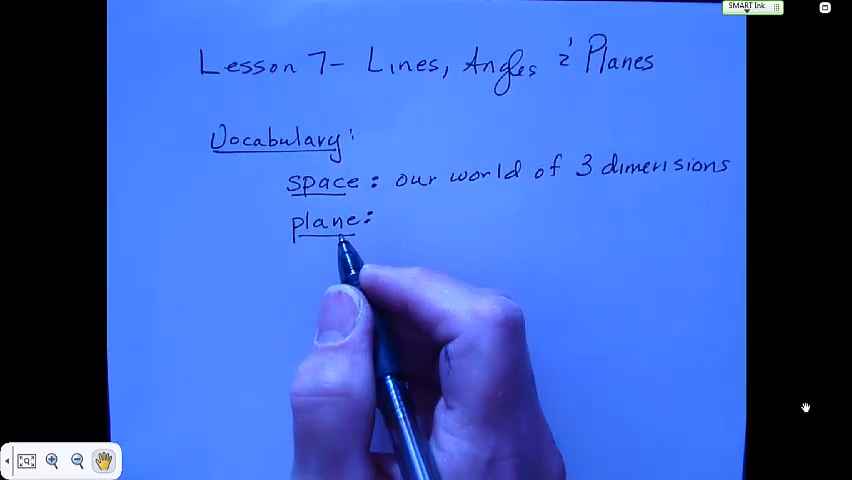 SMART Ink
Lesson 7- Lines, Angles & Planes
Vocabulary:
space: our world of 3 dimensions
plane: